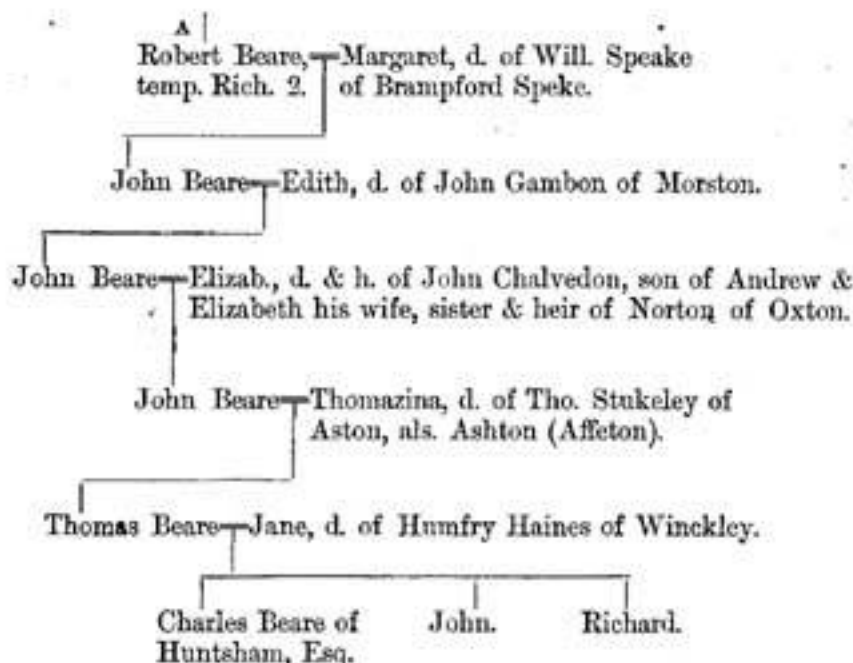 A
Robert Beare, Margaret, d. of Will. Speake
temp. Rich. 2. of Brampford Speke.
John Beare Edith, d. of John Gambon of Morston.
John Beare Elizab., d. & h. of John Chalvedon, son of Andrew &
Elizabeth his wife, sister & heir of Norton of Oxton.
John Beare Thomazina, d. of Tho. Stukeley of
Aston, als. Ashton (Affeton).
Thomas Beare Jane, d. of Humfry Haines of Winckley.
Charles Beare of John. Richard.
Huntsham, Esq.